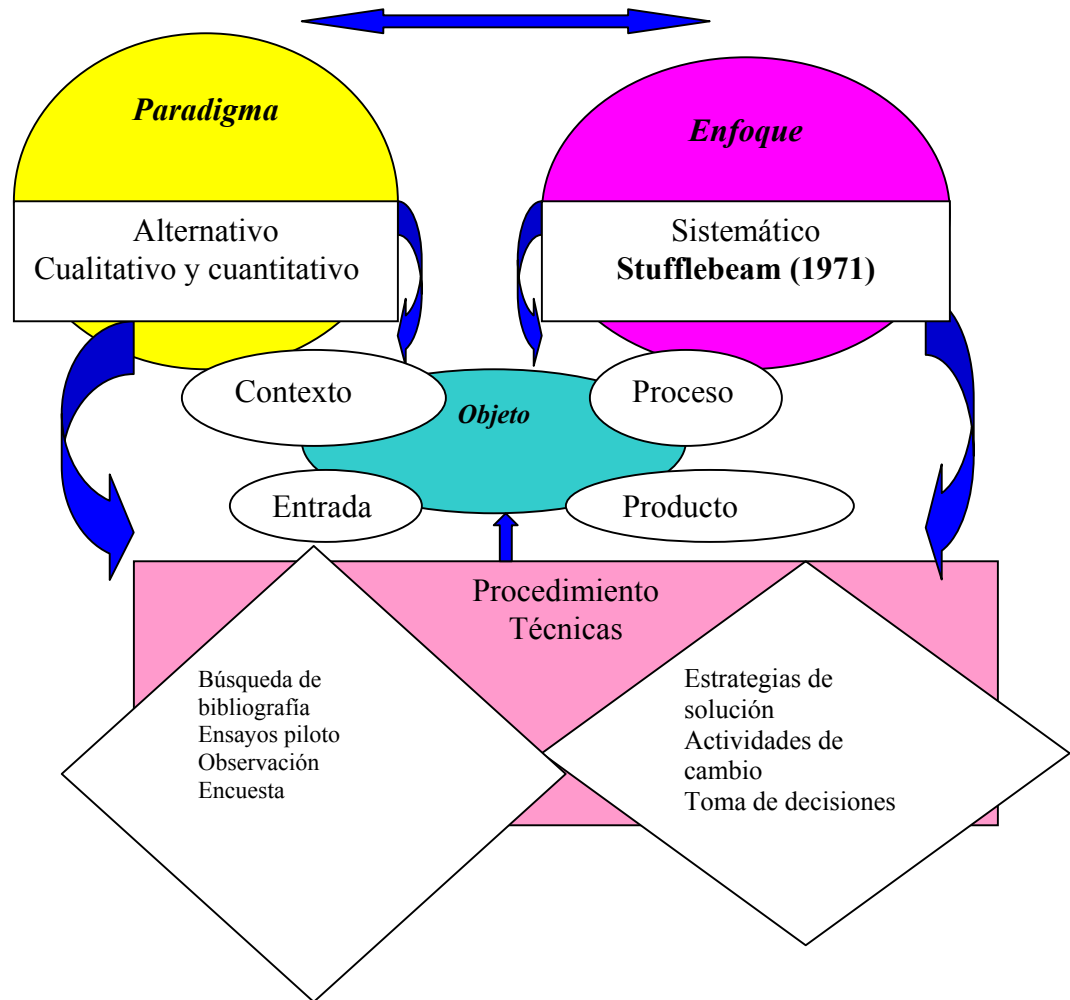 Paradigma
Alternativo
Cualitativo y cuantitativo
Enfoque
Sistemático
Stufflebeam (1971)
Contexto
Objeto
Proceso
Entrada
Producto
Procedimiento
Técnicas
Búsqueda de
bibliografía
Ensayos piloto
Observación
Encuesta
Estrategias de
solución
Actividades de
cambio
Toma de decisiones